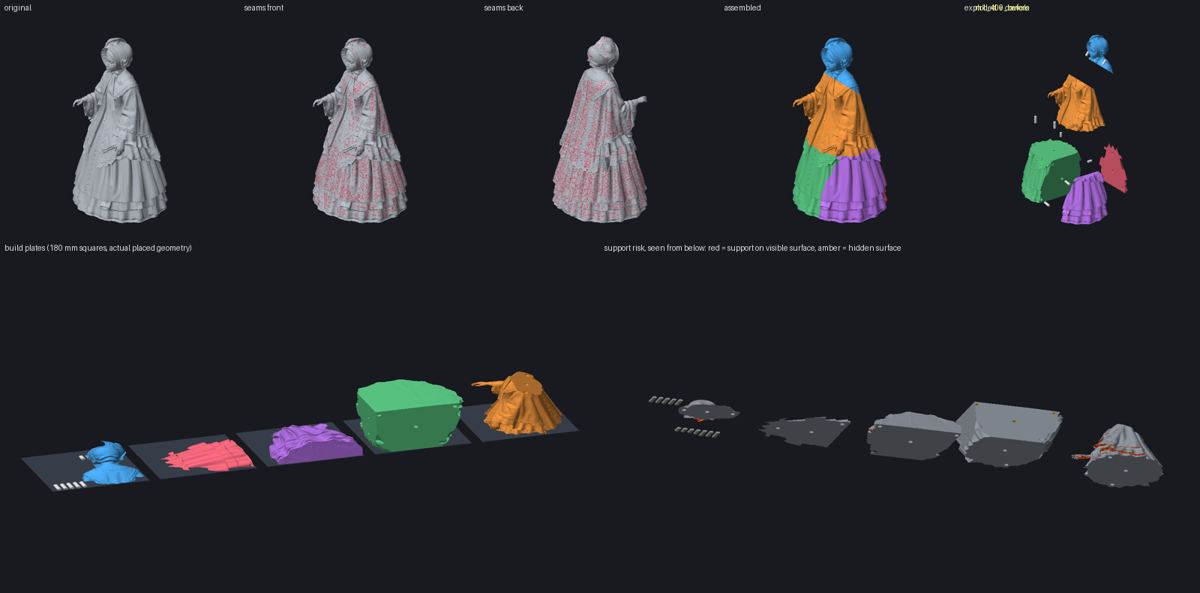 original
seams front
seams back
assembled
build plates (180 mm squares, actual placed geometry)
support risk, seen from below: red = support on visible surface, amber = hidden surface